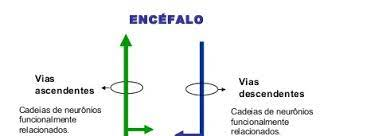 ENCÉFALO
Vias
ascendentes
Cadeias de neurônios
funcionalmente
relacionados.
Vias
descendentes
Cadeias de neurônios
funcionalmente
relacionados.